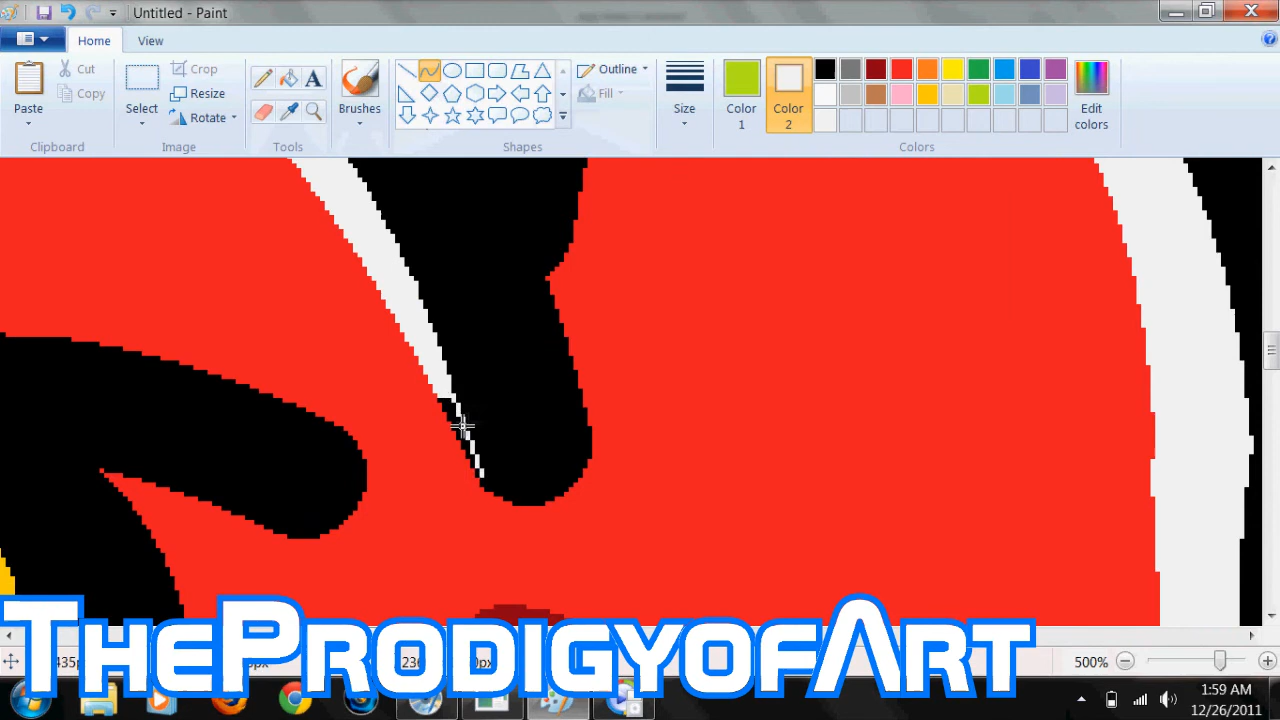 Untitled - Paint
Home View
Cut
Copy
Paste
Clipboard
Select
Crop
Resize
Rotate
Image
Tools
Brushes
Outline
Fill
Shapes
Size
Color 1
Color 2
Edit colors
Colors
TheProdigyofArt
500%
1:59 AM
12/26/2011